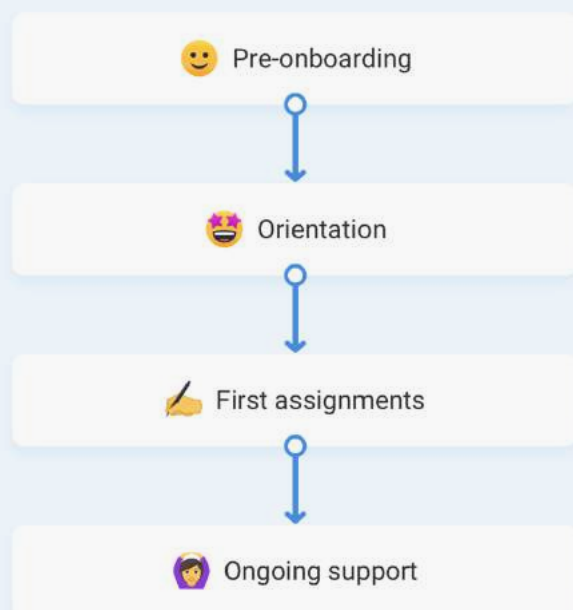 Pre-onboarding
Orientation
First assignments
Ongoing support